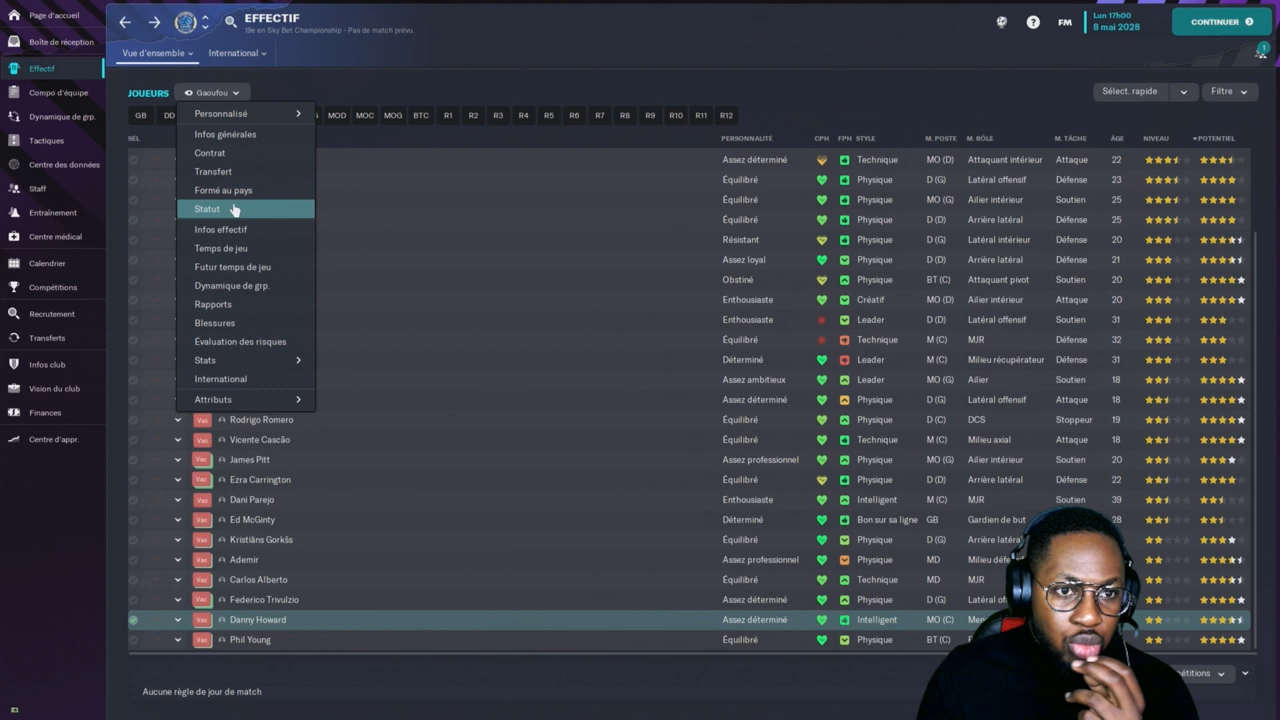 Page d'accueil
Boîte de réception
Effectif
Compo d'équipe
Dynamique de grp.
Tactiques
Centre des données
Staff
Entraînement
Centre médical
Calendrier
Compétitions
Recrutement
Transferts
Infos club
Vision du club
Finances
Centre d'appr.
EFFECTIF
19e en Sky Bet Championship - Pas de match prévu.
FM
Lun 17h00
8 mai 2028
CONTINUER
1
Vue d'ensemble
International
JOUEURS
Gaoufou
Sélect. rapide
Filtre
GB DD MOD MOC MOG BTC R1 R2 R3 R4 R5 R6 R7 R8 R9 R10 R11 R12
Personnalisé
Infos générales
Contrat
Transfert
Formé au pays
Statut
Infos effectif
Temps de jeu
Futur temps de jeu
Dynamique de grp.
Rapports
Blessures
Évaluation des risques
Stats
International
Attributs
SÉL PERSONNALITÉ CPH FPH STYLE M. POSTE M. RÔLE M. TÂCHE ÂGE NIVEAU POTENTIEL
Assez déterminé Technique MO (D) Attaquant intérieur Attaque 22
Équilibré Physique D (G) Latéral offensif Défense 25
Équilibré Physique MO (G) Ailier intérieur Soutien 25
Équilibré Physique D (D) Arrière latéral Défense 25
Résistant Physique D (G) Latéral intérieur Défense 20
Assez loyal Physique D (D) Arrière latéral Défense 21
Obstiné Physique BT (C) Attaquant pivot Soutien 20
Enthousiaste Créatif MO (D) Ailier intérieur Attaque 20
Enthousiaste Leader D (D) Latéral offensif Soutien 31
Équilibré Technique M (C) MJR Soutien 32
Déterminé Leader M (C) Milieu récupérateur Défense 31
Assez ambitieux Leader MO (G) Ailier Soutien 18
Assez déterminé Physique D (G) Latéral offensif Défense 18
Vac Rodrigo Romero Équilibré Physique D (C) DCS Stoppeur 19
Vac Vicente Cascão Équilibré Technique M (C) Milieu axial Attaque 18
Vac James Pitt Assez professionnel Physique MO (G) Ailier intérieur Soutien 20
Vac Ezra Carrington Équilibré Physique D (D) Arrière latéral Défense 22
Vac Dani Parejo Enthousiaste Intelligent M (C) MJR Soutien 39
Vac Ed McGinty Déterminé Bon sur sa ligne GB Gardien de but 28
Vac Kristiāns Gorkšs Équilibré Physique D (G) Arrière latéral
Vac Ademir Assez professionnel Physique MD Milieu
Vac Carlos Alberto Équilibré Technique MD MJR
Vac Federico Trivulzio Assez déterminé Physique D (G) Latéral
Vac Danny Howard Assez déterminé Intelligent MO (C)
Vac Phil Young Équilibré Physique BT (C)
Aucune règle de jour de match